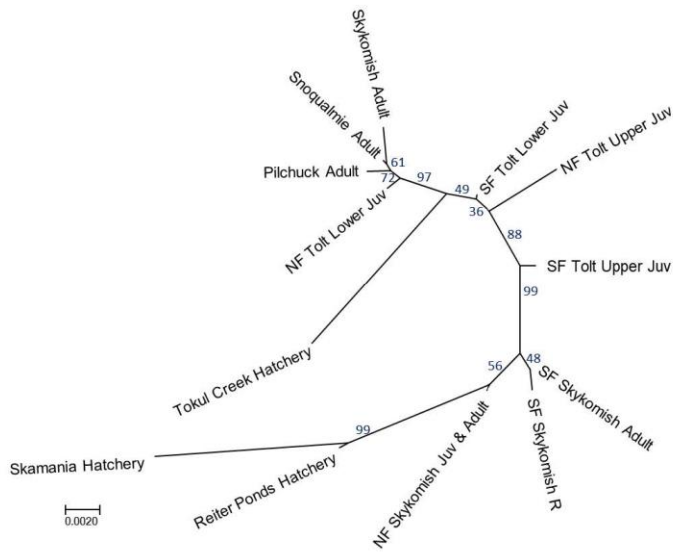 Skykomish Adult
Snoqualmie Adult
Pilchuck Adult
NF Tolt Lower Juv
61
72
97
49
36
SF Tolt Lower Juv
NF Tolt Upper Juv
88
SF Tolt Upper Juv
99
Tokul Creek Hatchery
56
48
SF Skykomish Adult
SF Skykomish R
NF Skykomish Juv & Adult
99
Reiter Ponds Hatchery
Skamania Hatchery
0.0020